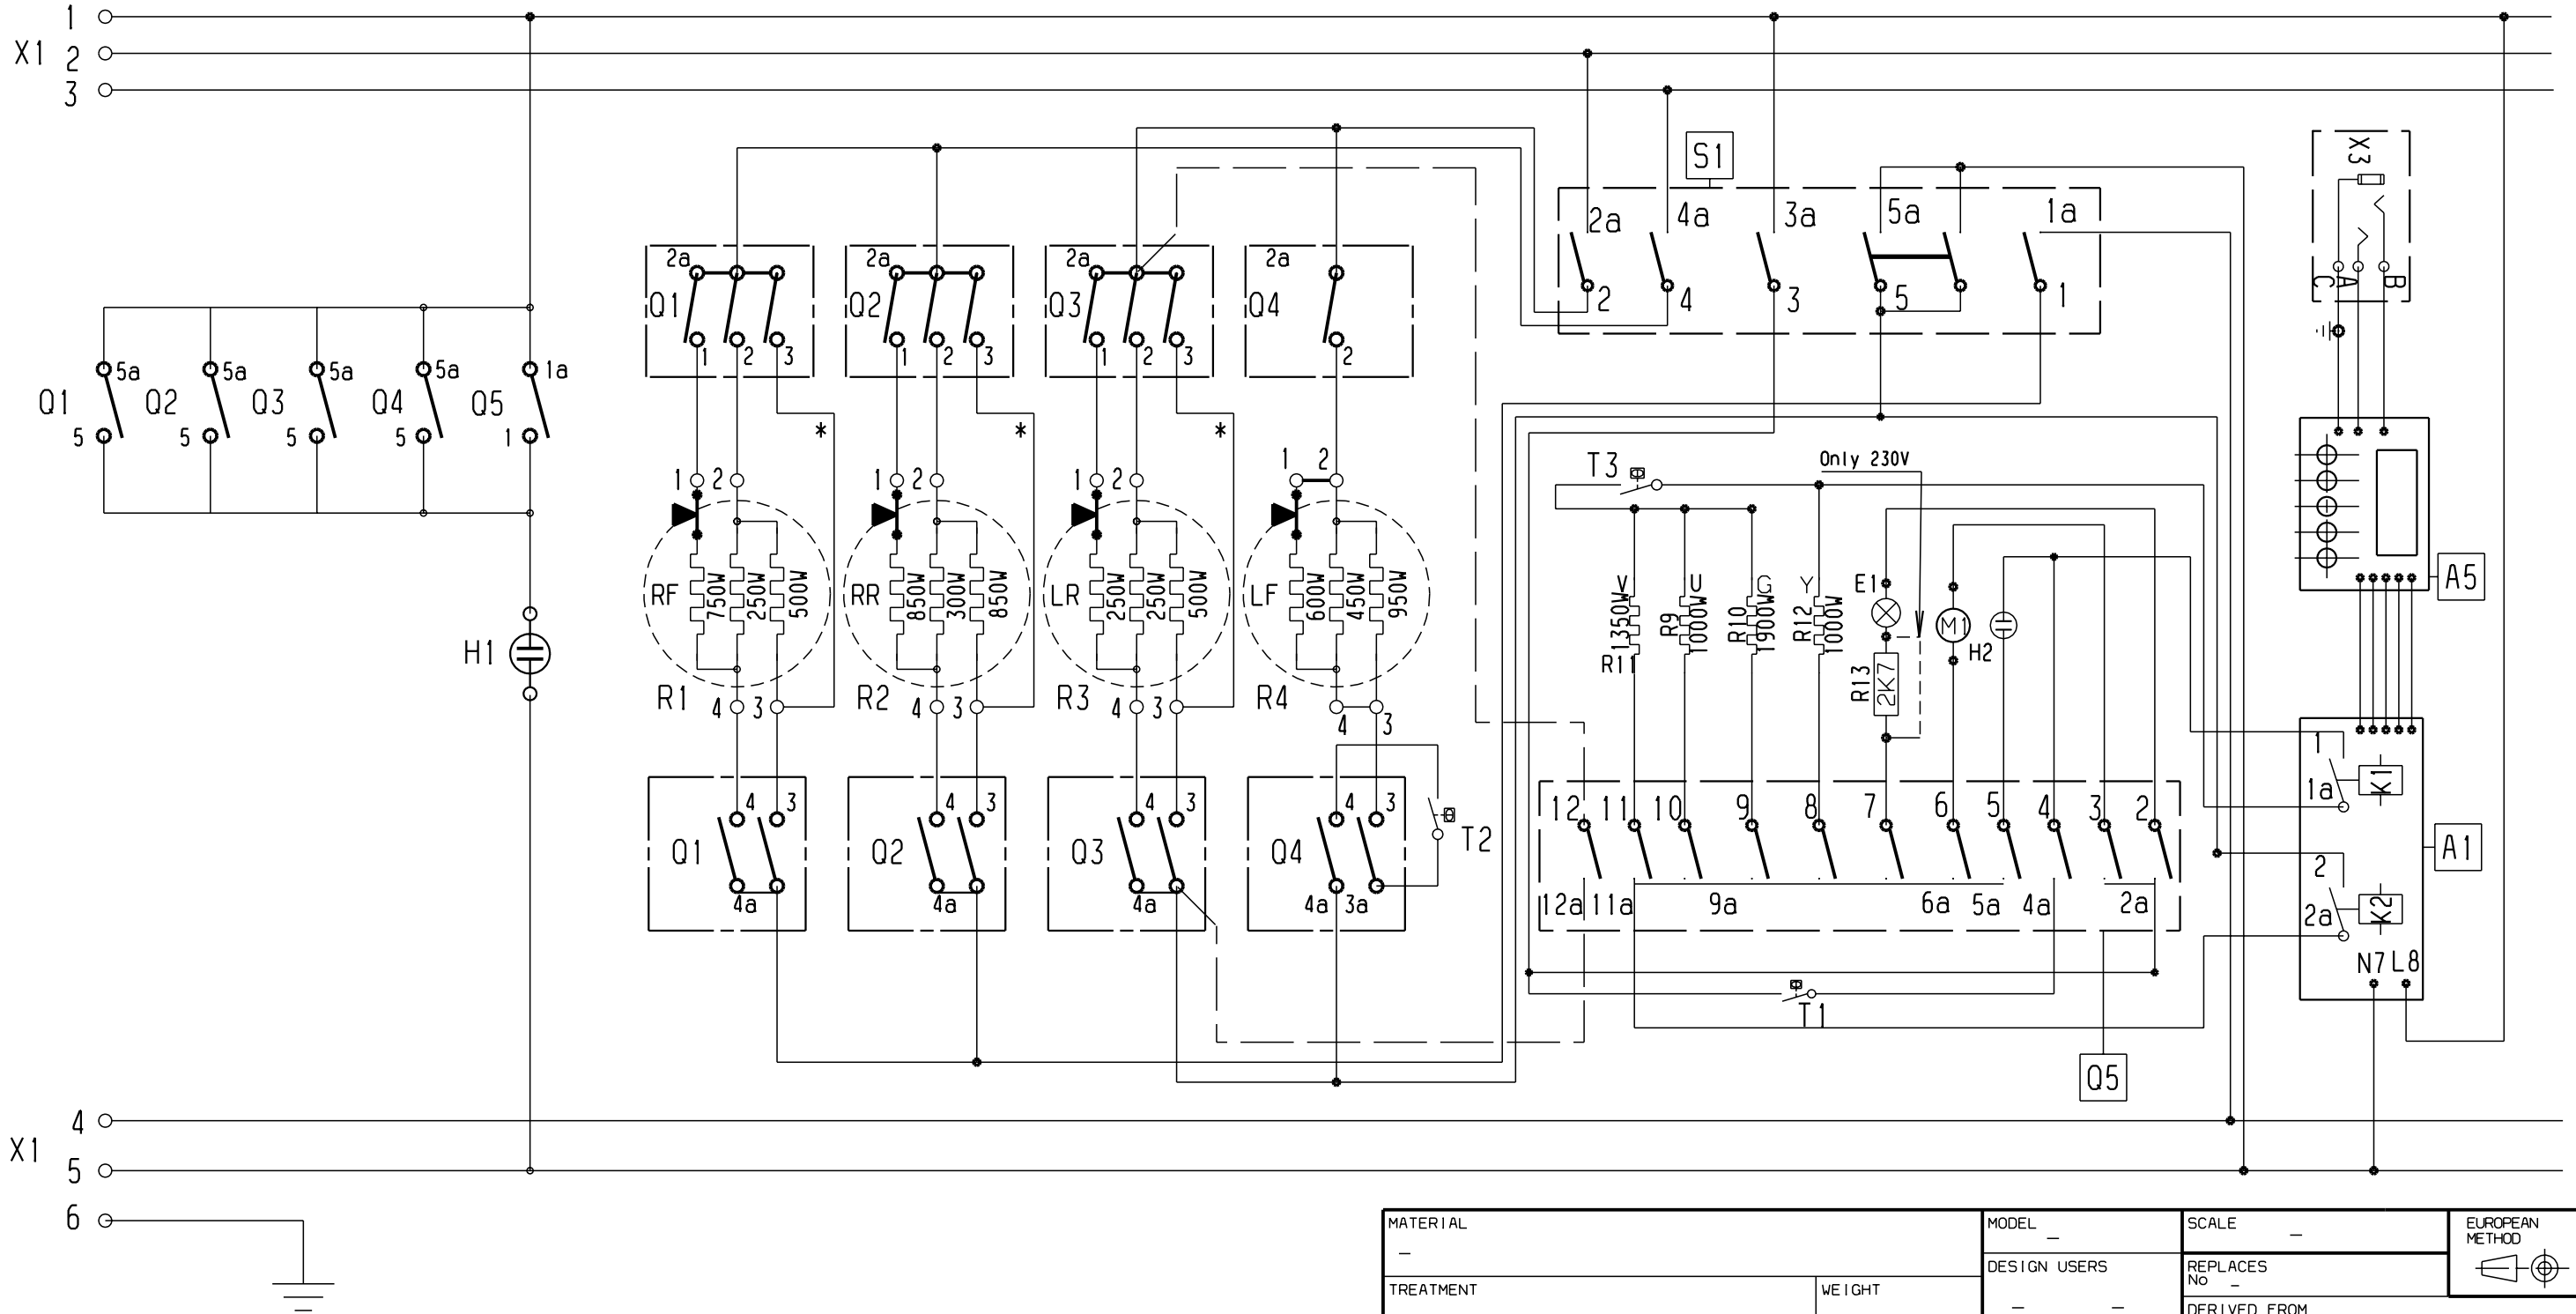 1
X1 2
3
S1
X3
2a 4a 3a 5a 1a
2a 2a 2a 2a
Q1 Q2 Q3 Q4
2 4 3 5 1
C A B
1 2 3 1 2 3 1 2 3 2
5a 5a 5a 5a 1a
Q1 Q2 Q3 Q4 Q5
5 5 5 5 1
* * *
1 2 1 2 1 2 1 2
T3
Only 230V
RF 750W 250W 500W
RR 850W 300W 850W
LR 250W 250W 500W
LF 600W 450W 950W
V U G Y E1
1350W R9 1000W R10 1900W R12 1000W
R11
M1
H2
R13 2K7
A5
H1
R1 4 3
R2 4 3
R3 4 3
R4 4 3
1
1a K1
4 3 4 3 4 3 4 3
12 11 10 9 8 7 6 5 4 3 2
Q1 Q2 Q3 Q4 T2
A1
2
2a K2
4a 4a 4a 4a 3a
12a 11a 9a 6a 5a 4a 2a
N7 L8
T1
Q5
4
X1
5
6
MATERIAL
–
MODEL
–
SCALE
–
EUROPEAN
METHOD
TREATMENT
WEIGHT
DESIGN USERS
– –
REPLACES
No –
DERIVED FROM